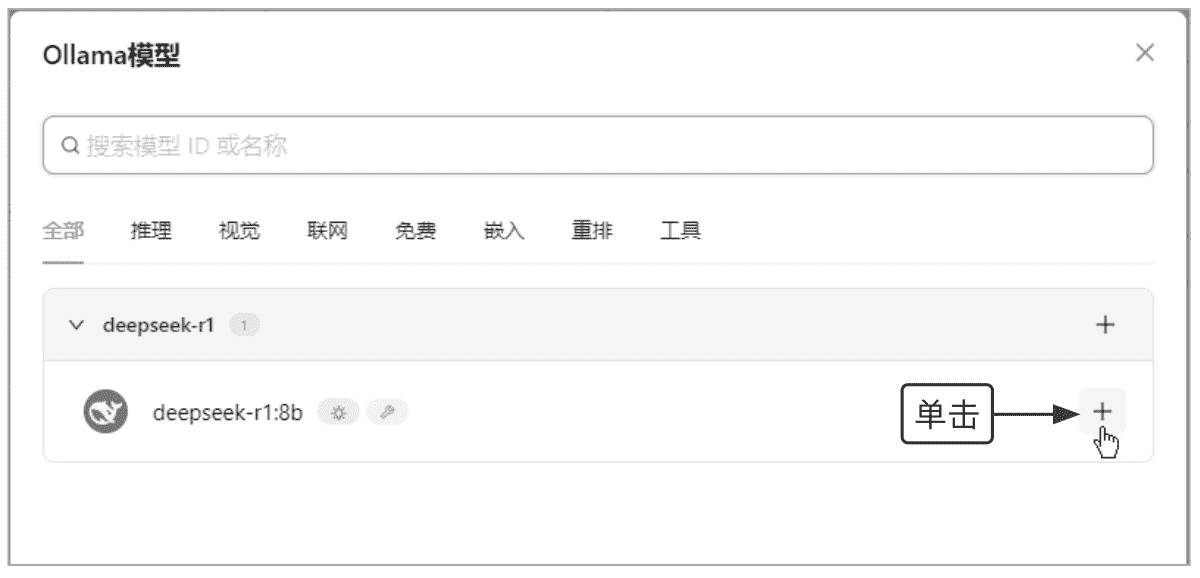 Ollama模型
搜索模型 ID 或名称
全部 推理 视觉 联网 免费 嵌入 重排 工具
deepseek-r1 1
deepseek-r1:8b
单击